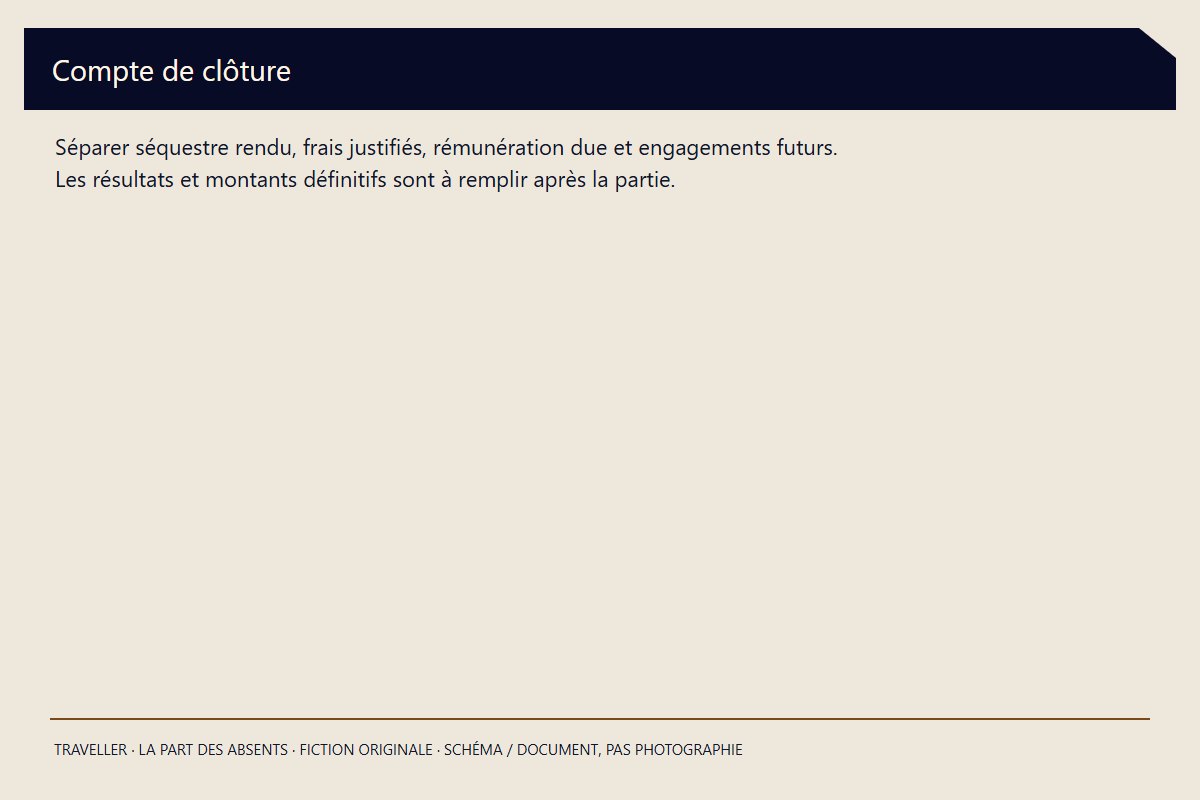 Compte de clôture
Séparer séquestre rendu, frais justifiés, rémunération due et engagements futurs.
Les résultats et montants définitifs sont à remplir après la partie.
TRAVELLER · LA PART DES ABSENTS · FICTION ORIGINALE · SCHÉMA / DOCUMENT, PAS PHOTOGRAPHIE